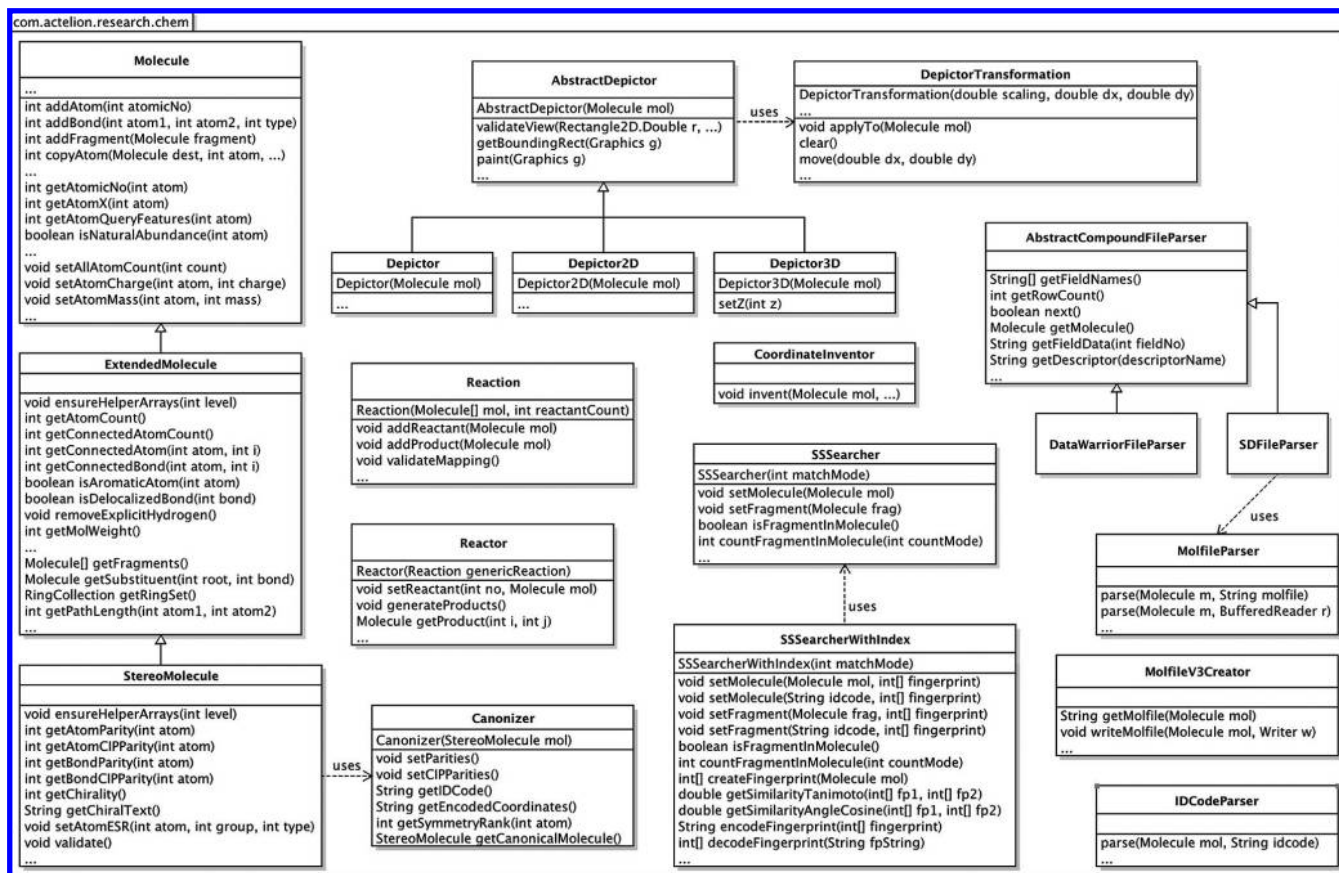 com.actelion.research.chem
Molecule
...
int addAtom(int atomicNo)
int addBond(int atom1, int atom2, int type)
int addFragment(Molecule fragment)
int copyAtom(Molecule dest, int atom, ...)
...
int getAtomicNo(int atom)
int getAtomX(int atom)
int getAtomQueryFeatures(int atom)
boolean isNaturalAbundance(int atom)
...
void setAllAtomCount(int count)
void setAtomCharge(int atom, int charge)
void setAtomMass(int atom, int mass)
...
ExtendedMolecule
void ensureHelperArrays(int level)
int getAtomCount()
int getConnectedAtomCount()
int getConnectedAtom(int atom, int i)
int getConnectedBond(int atom, int i)
boolean isAromaticAtom(int atom)
boolean isDelocalizedBond(int bond)
void removeExplicitHydrogen()
int getMolWeight()
...
Molecule[] getFragments()
Molecule getSubstituent(int root, int bond)
RingCollection getRingSet()
int getPathLength(int atom1, int atom2)
...
StereoMolecule
void ensureHelperArrays(int level)
int getAtomParity(int atom)
int getAtomCIPParity(int atom)
int getBondParity(int atom)
int getBondCIPParity(int atom)
int getChirality()
String getChiralText()
void setAtomESR(int atom, int group, int type)
void validate()
...
uses
AbstractDepictor
AbstractDepictor(Molecule mol)
validateView(Rectangle2D.Double r, ...)
getBoundingRect(Graphics g)
paint(Graphics g)
...
uses
DepictorTransformation
DepictorTransformation(double scaling, double dx, double dy)
...
void applyTo(Molecule mol)
clear()
move(double dx, double dy)
...
Depictor
Depictor(Molecule mol)
...
Depictor2D
Depictor2D(Molecule mol)
...
Depictor3D
Depictor3D(Molecule mol)
setZ(int z)
Reaction
Reaction(Molecule[] mol, int reactantCount)
void addReactant(Molecule mol)
void addProduct(Molecule mol)
void validateMapping()
...
Reactor
Reactor(Reaction genericReaction)
void setReactant(int no, Molecule mol)
void generateProducts()
Molecule getProduct(int i, int j)
...
Canonizer
Canonizer(StereoMolecule mol)
void setParities()
void setCIPParities()
String getIDCode()
String getEncodedCoordinates()
int getSymmetryRank(int atom)
StereoMolecule getCanonicalMolecule()
CoordinateInventor
void invent(Molecule mol, ...)
SSSearcher
SSSearcher(int matchMode)
void setMolecule(Molecule mol)
void setFragment(Molecule frag)
boolean isFragmentInMolecule()
int countFragmentInMolecule(int countMode)
...
uses
SSSearcherWithIndex
SSSearcherWithIndex(int matchMode)
void setMolecule(Molecule mol, int[] fingerprint)
void setMolecule(String idcode, int[] fingerprint)
void setFragment(Molecule frag, int[] fingerprint)
void setFragment(String idcode, int[] fingerprint)
boolean isFragmentInMolecule()
int countFragmentInMolecule(int countMode)
int[] createFingerprint(Molecule mol)
double getSimilarityTanimoto(int[] fp1, int[] fp2)
double getSimilarityAngleCosine(int[] fp1, int[] fp2)
String encodeFingerprint(int[] fingerprint)
int[] decodeFingerprint(String fpString)
...
AbstractCompoundFileParser
String[] getFieldNames()
int getRowCount()
boolean next()
Molecule getMolecule()
String getFieldData(int fieldNo)
String getDescriptor(descriptorName)
...
DataWarriorFileParser
SDFileParser
uses
MolfileParser
parse(Molecule m, String molfile)
parse(Molecule m, BufferedReader r)
...
MolfileV3Creator
String getMolfile(Molecule mol)
void writeMolfile(Molecule mol, Writer w)
...
IDCodeParser
parse(Molecule mol, String idcode)
...